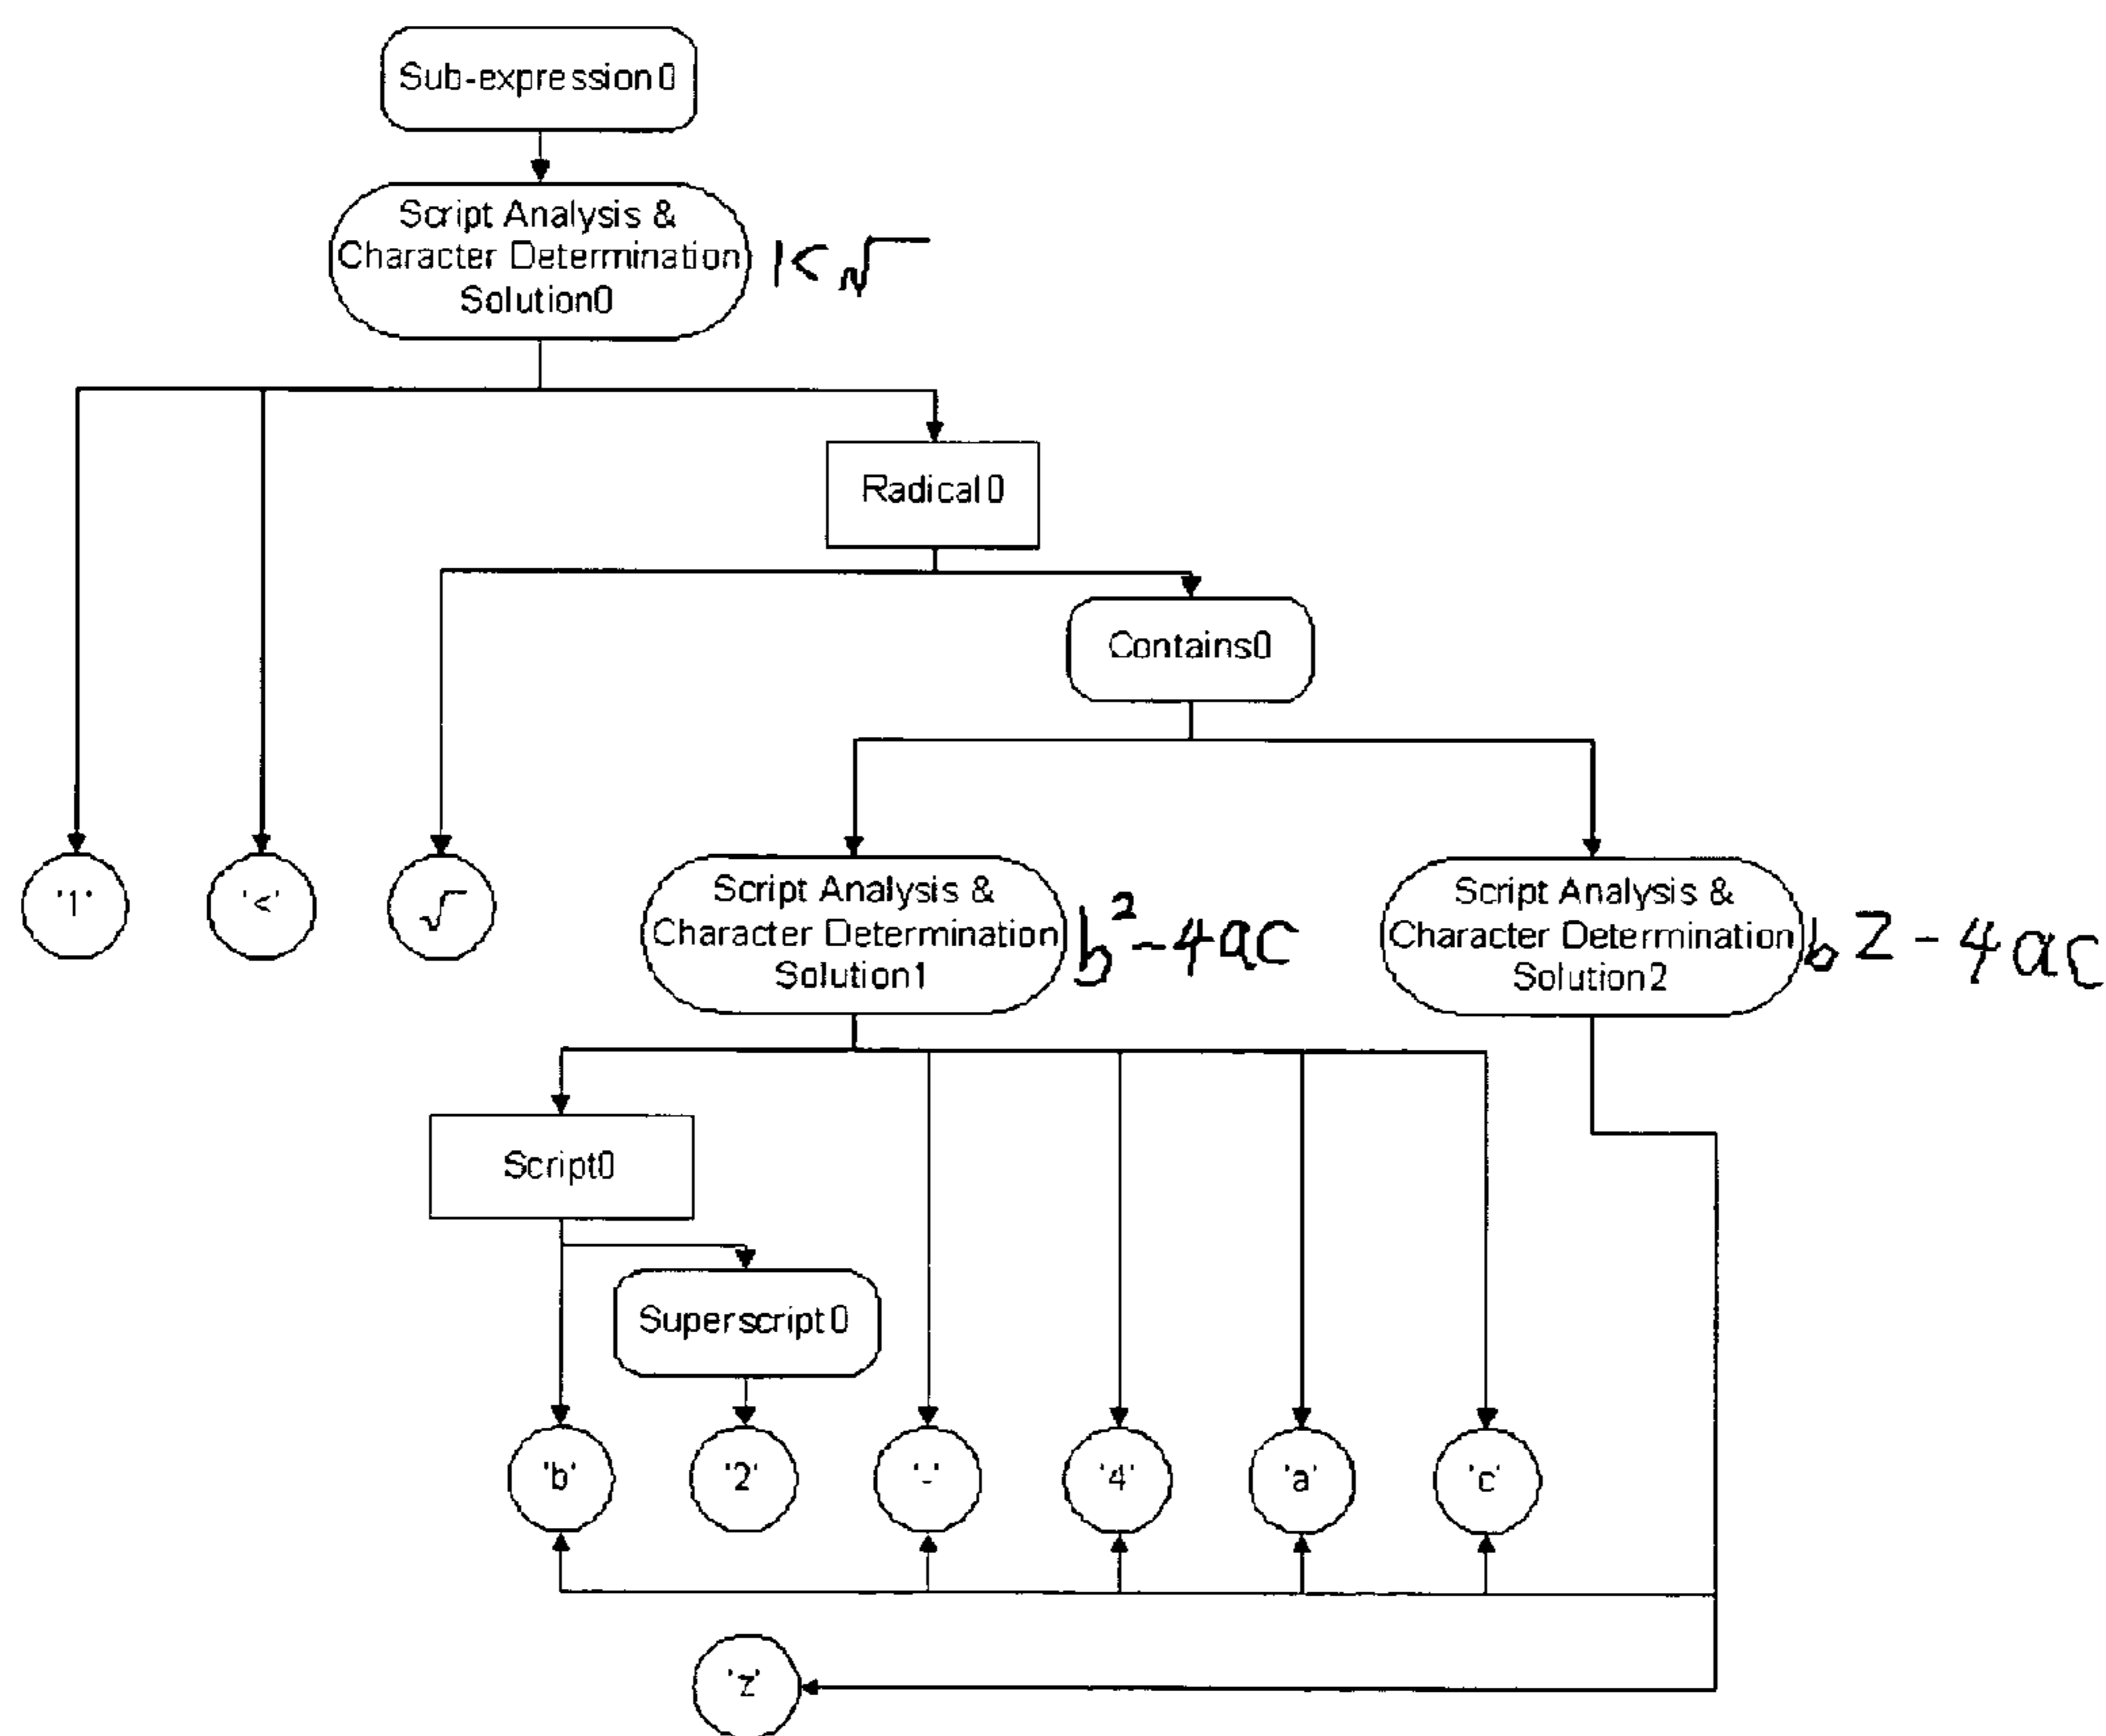 Sub-expression0
Script Analysis &
Character Determination
Solution0
1<√
Radical0
Contains0
'1'
'<'
√
Script Analysis &
Character Determination
Solution1
b²-4ac
Script Analysis &
Character Determination
Solution2
bz-4ac
Script0
Superscript0
'b'
'2'
'-'
'4'
'a'
'c'
'z'